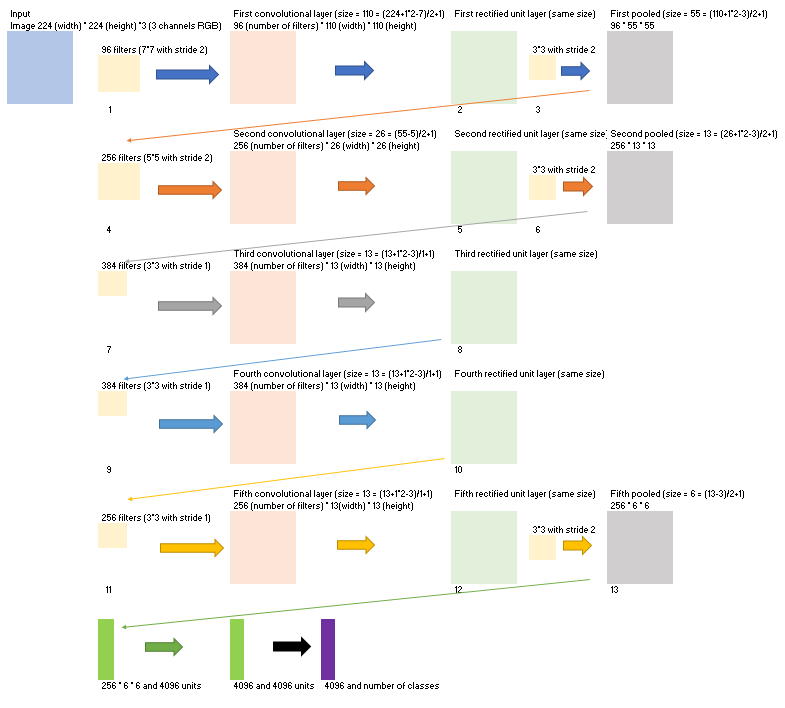 Input
Image 224 (width) * 224 (height) *3 (3 channels RGB)
First convolutional layer (size = 110 = (224+1*2-7)/2+1)
96 (number of filters) * 110 (width) * 110 (height)
First rectified unit layer (same size)
First pooled (size = 55 = (110+1*2-3)/2+1)
96 * 55 * 55
96 filters (7*7 with stride 2)
3*3 with stride 2
1
2
3
Second convolutional layer (size = 26 = (55-5)/2+1)
256 (number of filters) * 26 (width) * 26 (height)
Second rectified unit layer (same size)
Second pooled (size = 13 = (26+1*2-3)/2+1)
256 * 13 * 13
256 filters (5*5 with stride 2)
3*3 with stride 2
4
5
6
Third convolutional layer (size = 13 = (13+1*2-3)/1+1)
384 (number of filters) * 13 (width) * 13 (height)
Third rectified unit layer (same size)
384 filters (3*3 with stride 1)
7
8
Fourth convolutional layer (size = 13 = (13+1*2-3)/1+1)
384 (number of filters) * 13 (width) * 13 (height)
Fourth rectified unit layer (same size)
384 filters (3*3 with stride 1)
9
10
Fifth convolutional layer (size = 13 = (13+1*2-3)/1+1)
256 (number of filters) * 13(width) * 13 (height)
Fifth rectified unit layer (same size)
Fifth pooled (size = 6 = (13-3)/2+1)
256 * 6 * 6
256 filters (3*3 with stride 1)
3*3 with stride 2
11
12
13
256 * 6 * 6 and 4096 units
4096 and 4096 units
4096 and number of classes